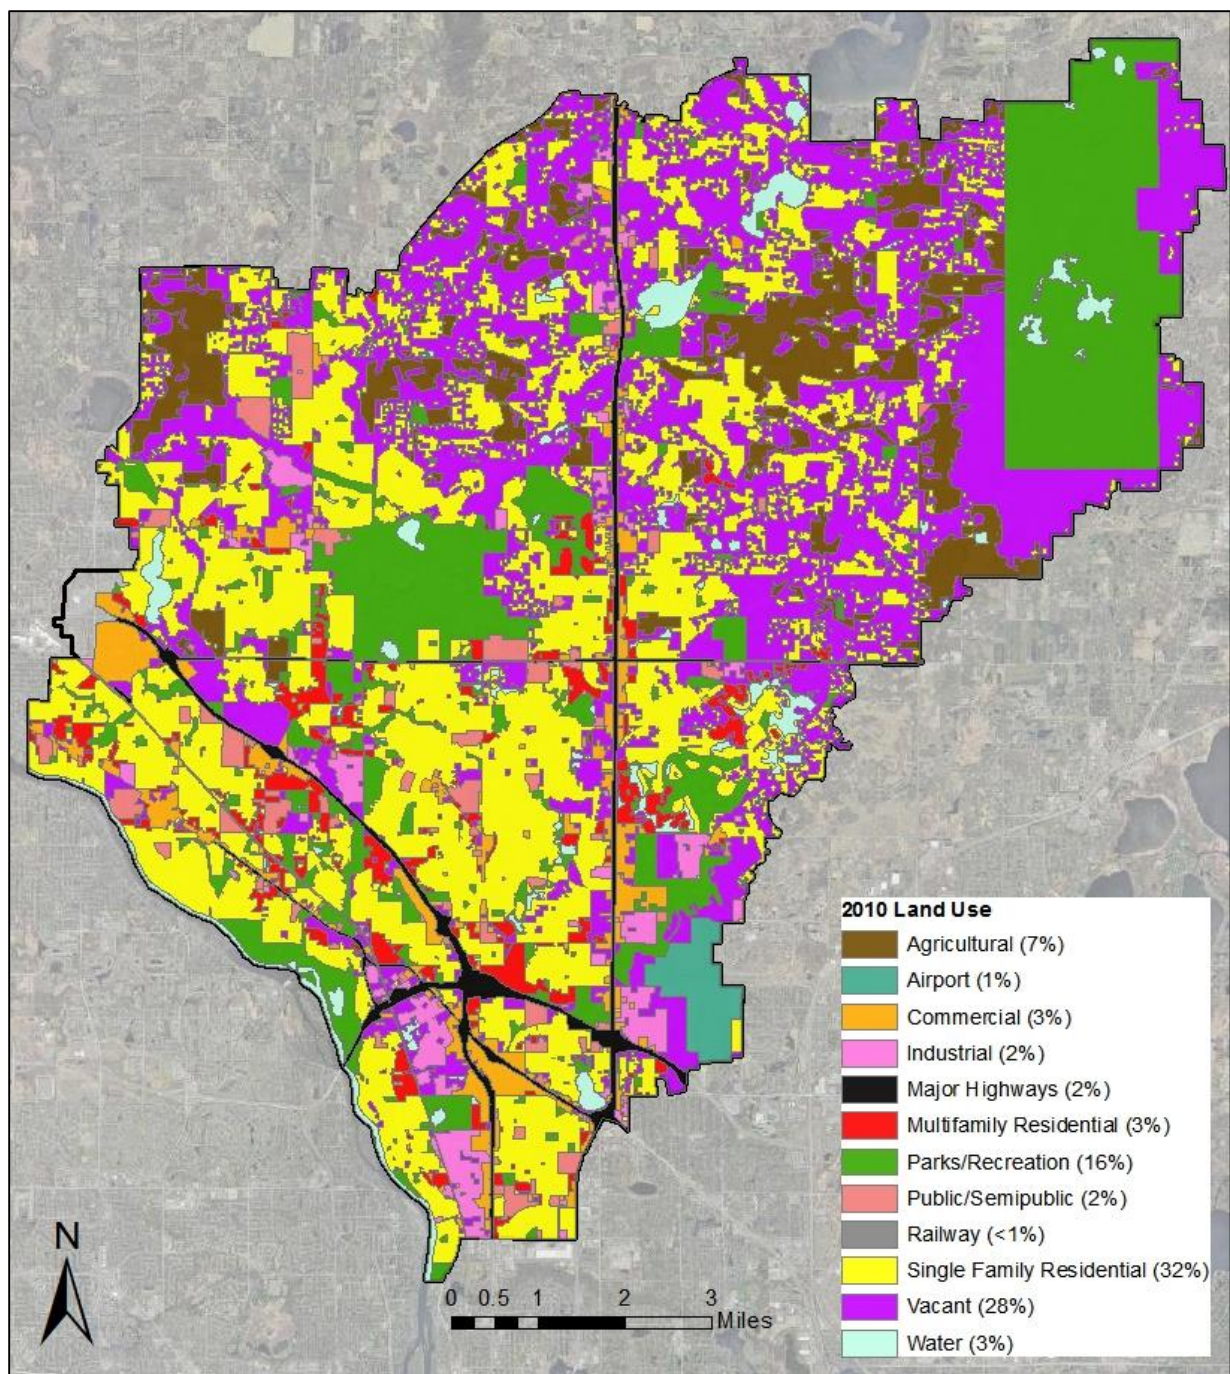 2010 Land Use
Agricultural (7%)
Airport (1%)
Commercial (3%)
Industrial (2%)
Major Highways (2%)
Multifamily Residential (3%)
Parks/Recreation (16%)
Public/Semipublic (2%)
Railway (<1%)
Single Family Residential (32%)
Vacant (28%)
Water (3%)
N
0 0.5 1 2 3
Miles